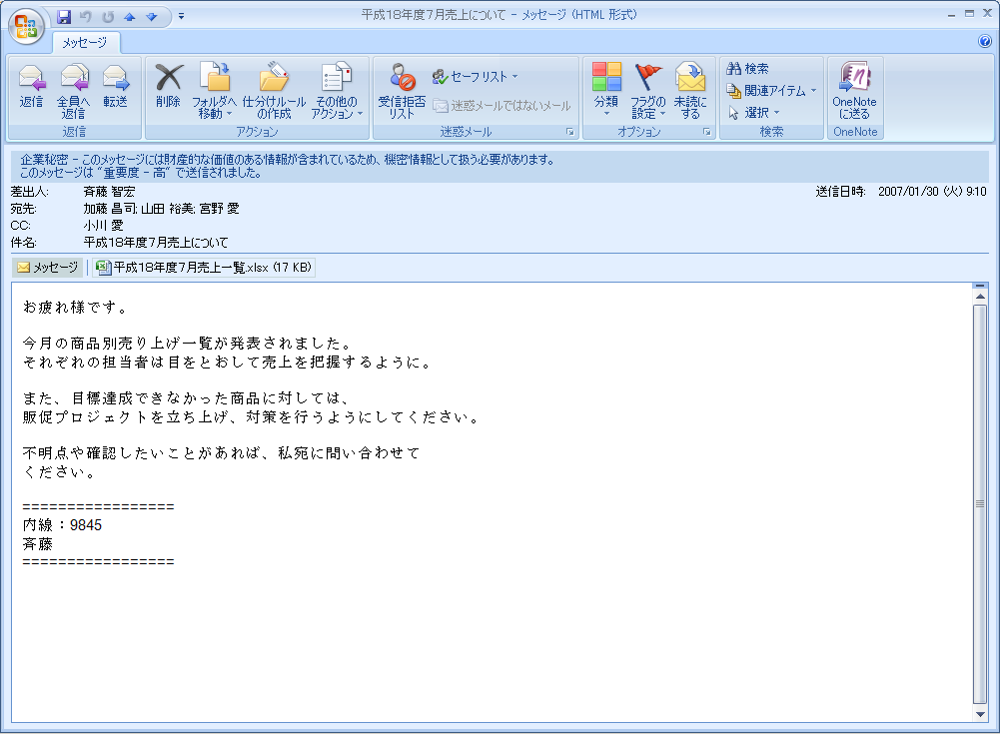 平成18年度7月売上について - メッセージ (HTML 形式)
メッセージ
返信
全員へ返信
転送
返信
削除
フォルダへ移動
仕分けルールの作成
その他のアクション
アクション
受信拒否リスト
セーフ リスト
迷惑メールではないメール
迷惑メール
分類
フラグの設定
未読にする
オプション
検索
関連アイテム
選択
検索
OneNote に送る
OneNote
企業秘密 - このメッセージには財産的な価値のある情報が含まれているため、機密情報として扱う必要があります。
このメッセージは "重要度 - 高" で送信されました。
差出人: 斉藤 智宏 送信日時: 2007/01/30 (火) 9:10
宛先: 加藤 昌司; 山田 裕美; 宮野 愛
CC: 小川 愛
件名: 平成18年度7月売上について
メッセージ 平成18年度7月売上一覧.xlsx (17 KB)
お疲れ様です。
今月の商品別売り上げ一覧が発表されました。
それぞれの担当者は目をとおして売上を把握するように。
また、目標達成できなかった商品に対しては、
販促プロジェクトを立ち上げ、対策を行うようにしてください。
不明点や確認したいことがあれば、私宛に問い合わせて
ください。
=================
内線：9845
斉藤
=================